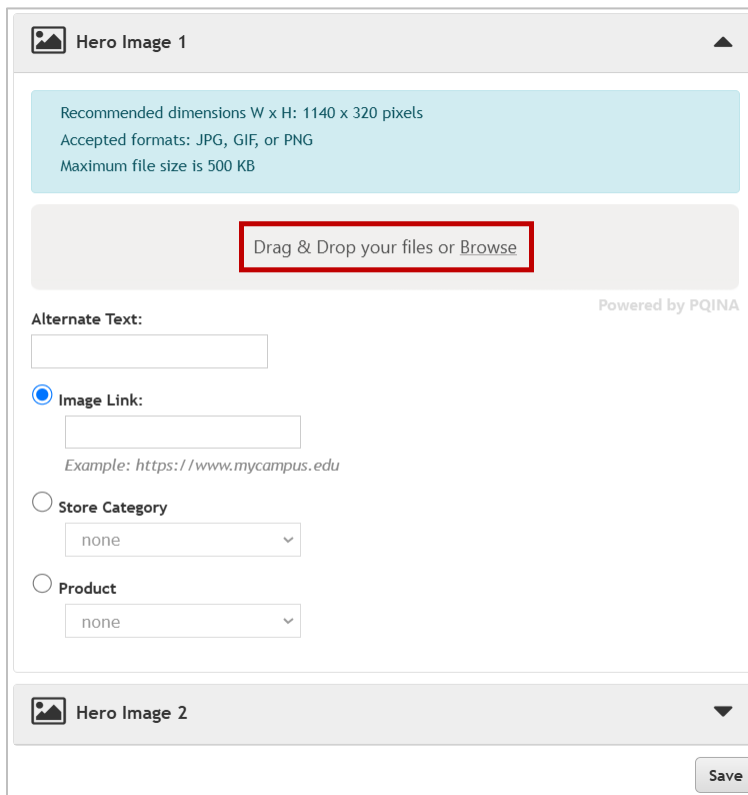 Hero Image 1
Recommended dimensions W x H: 1140 x 320 pixels
Accepted formats: JPG, GIF, or PNG
Maximum file size is 500 KB
Drag & Drop your files or Browse
Powered by PQINA
Alternate Text:
Image Link:
Example: https://www.mycampus.edu
Store Category
none
Product
none
Hero Image 2
Save